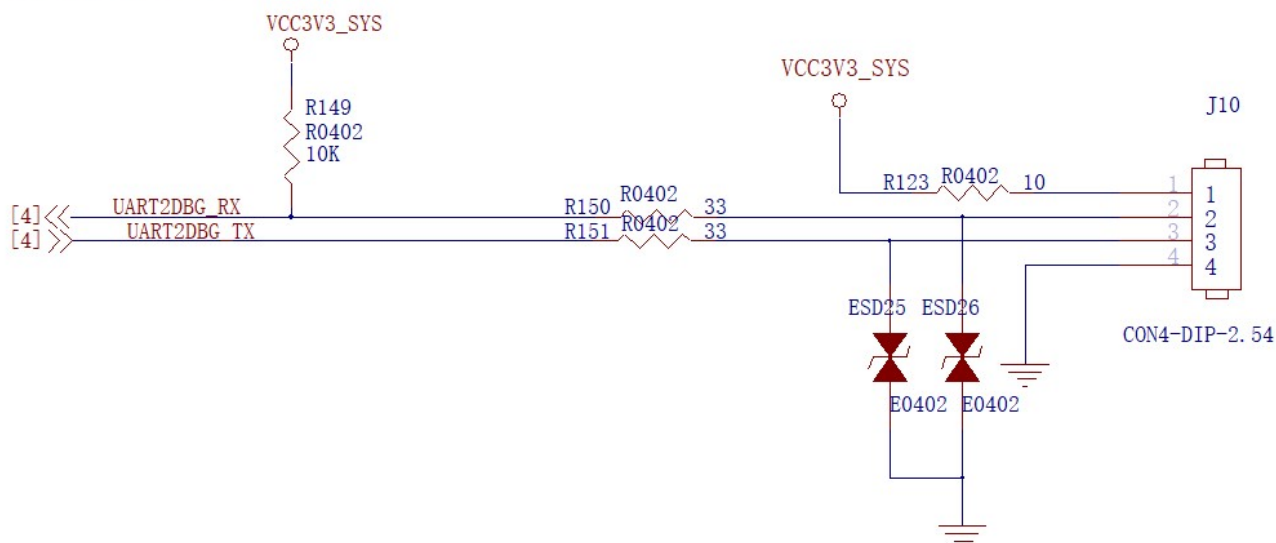 VCC3V3_SYS
VCC3V3_SYS
J10
R149
R0402
10K
R123 R0402 10
1 1
[4] UART2DBG_RX R150 R0402 33 2 2
[4] UART2DBG_TX R151 R0402 33 3 3
4 4
ESD25 ESD26
CON4-DIP-2.54
E0402 E0402